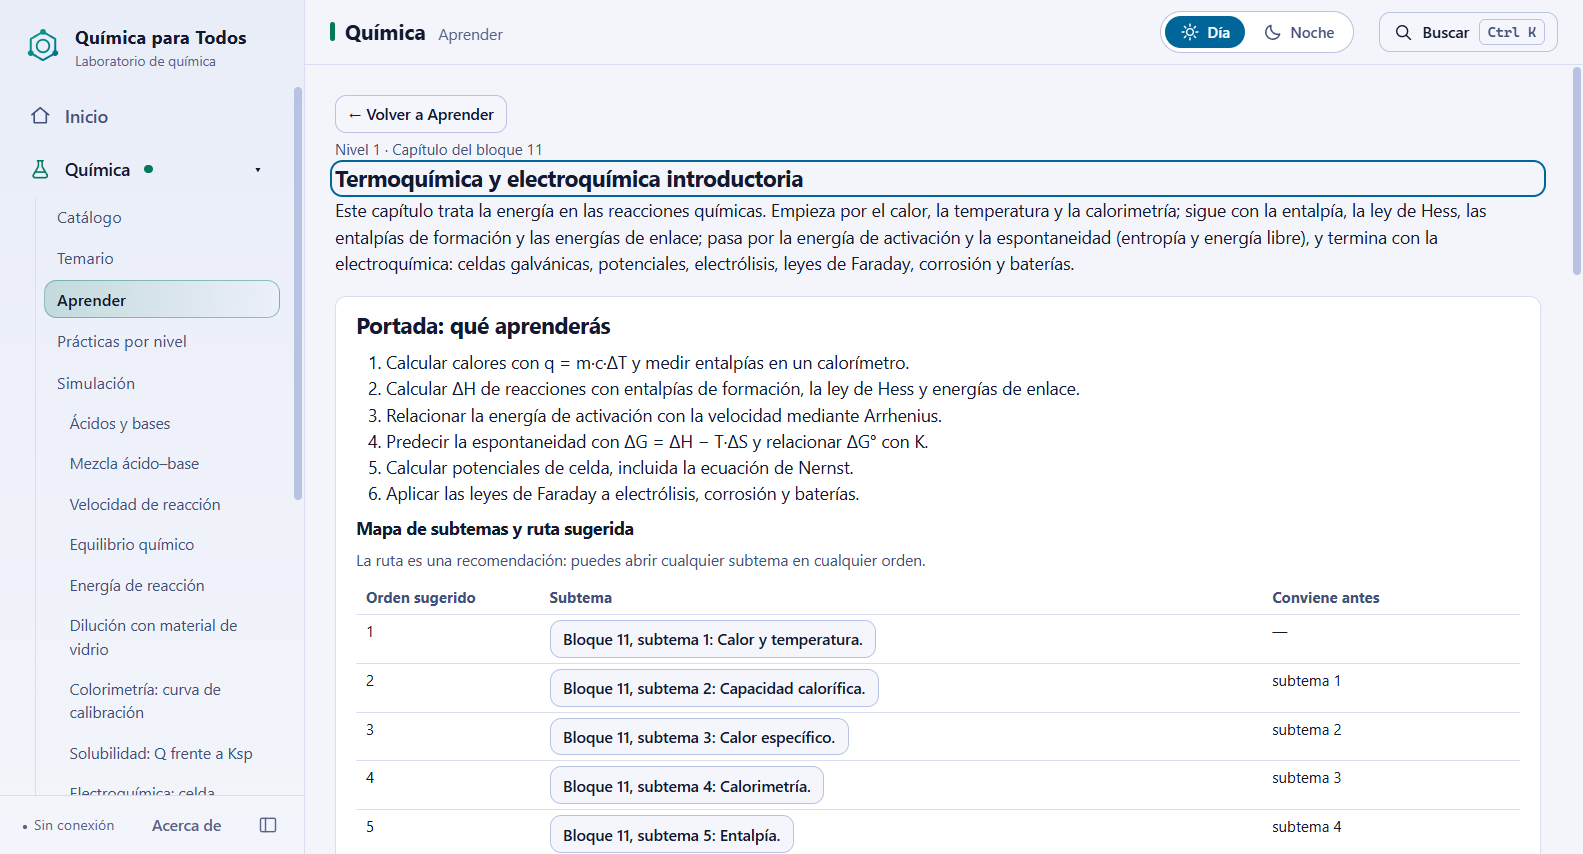 Química para Todos
Laboratorio de química
Inicio
Química
Catálogo
Temario
Aprender
Prácticas por nivel
Simulación
Ácidos y bases
Mezcla ácido–base
Velocidad de reacción
Equilibrio químico
Energía de reacción
Dilución con material de
vidrio
Colorimetría: curva de
calibración
Solubilidad: Q frente a Ksp
Electroquímica: celda
Sin conexión
Acerca de
Química Aprender
Día
Noche
Buscar Ctrl K
← Volver a Aprender
Nivel 1 · Capítulo del bloque 11
Termoquímica y electroquímica introductoria
Este capítulo trata la energía en las reacciones químicas. Empieza por el calor, la temperatura y la calorimetría; sigue con la entalpía, la ley de Hess, las
entalpías de formación y las energías de enlace; pasa por la energía de activación y la espontaneidad (entropía y energía libre), y termina con la
electroquímica: celdas galvánicas, potenciales, electrólisis, leyes de Faraday, corrosión y baterías.
Portada: qué aprenderás
1. Calcular calores con q = m·c·ΔT y medir entalpías en un calorímetro.
2. Calcular ΔH de reacciones con entalpías de formación, la ley de Hess y energías de enlace.
3. Relacionar la energía de activación con la velocidad mediante Arrhenius.
4. Predecir la espontaneidad con ΔG = ΔH − T·ΔS y relacionar ΔG° con K.
5. Calcular potenciales de celda, incluida la ecuación de Nernst.
6. Aplicar las leyes de Faraday a electrólisis, corrosión y baterías.
Mapa de subtemas y ruta sugerida
La ruta es una recomendación: puedes abrir cualquier subtema en cualquier orden.
Orden sugerido Subtema Conviene antes
1 Bloque 11, subtema 1: Calor y temperatura. —
2 Bloque 11, subtema 2: Capacidad calorífica. subtema 1
3 Bloque 11, subtema 3: Calor específico. subtema 2
4 Bloque 11, subtema 4: Calorimetría. subtema 3
5 Bloque 11, subtema 5: Entalpía. subtema 4